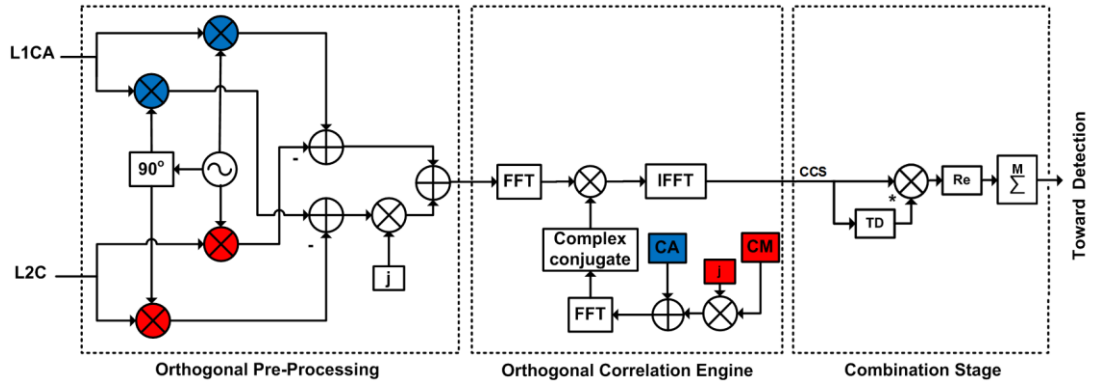 L1CA
L2C
90°
-
-
j
Orthogonal Pre-Processing
FFT
IFFT
Complex
conjugate
FFT
CA
j
CM
Orthogonal Correlation Engine
CCS
*
TD
Re
M
Σ
Combination Stage
Toward Detection